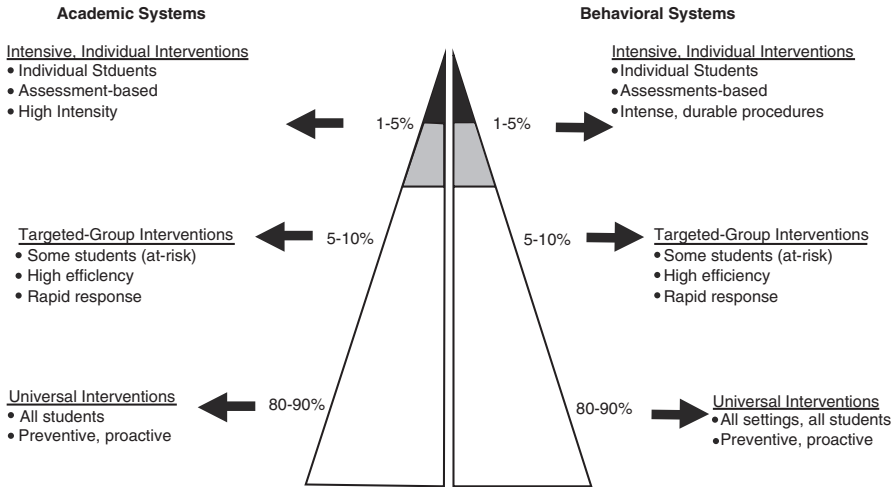 Academic Systems
Behavioral Systems
Intensive, Individual Interventions
• Individual Stduents
• Assessment-based
• High Intensity
Intensive, Individual Interventions
• Individual Students
• Assessments-based
• Intense, durable procedures
1-5%
1-5%
Targeted-Group Interventions
• Some students (at-risk)
• High efficiency
• Rapid response
5-10%
5-10%
Targeted-Group Interventions
• Some students (at-risk)
• High efficiency
• Rapid response
Universal Interventions
• All students
• Preventive, proactive
80-90%
80-90%
Universal Interventions
• All settings, all students
• Preventive, proactive